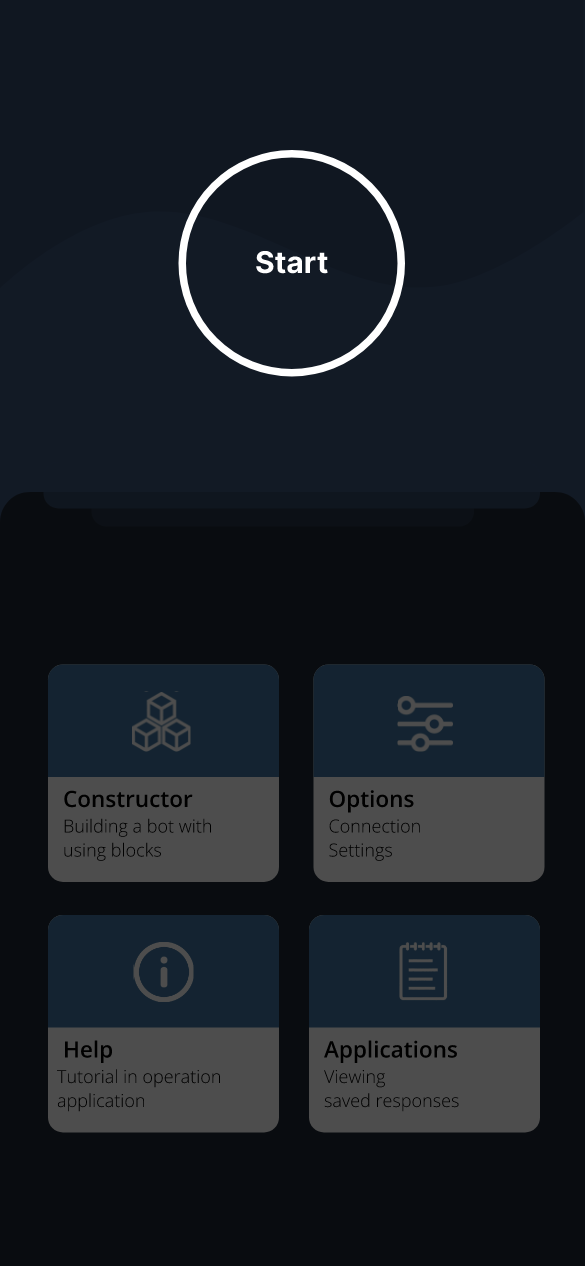 Start
Constructor
Building a bot with
using blocks
Options
Connection
Settings
Help
Tutorial in operation
application
Applications
Viewing
saved responses